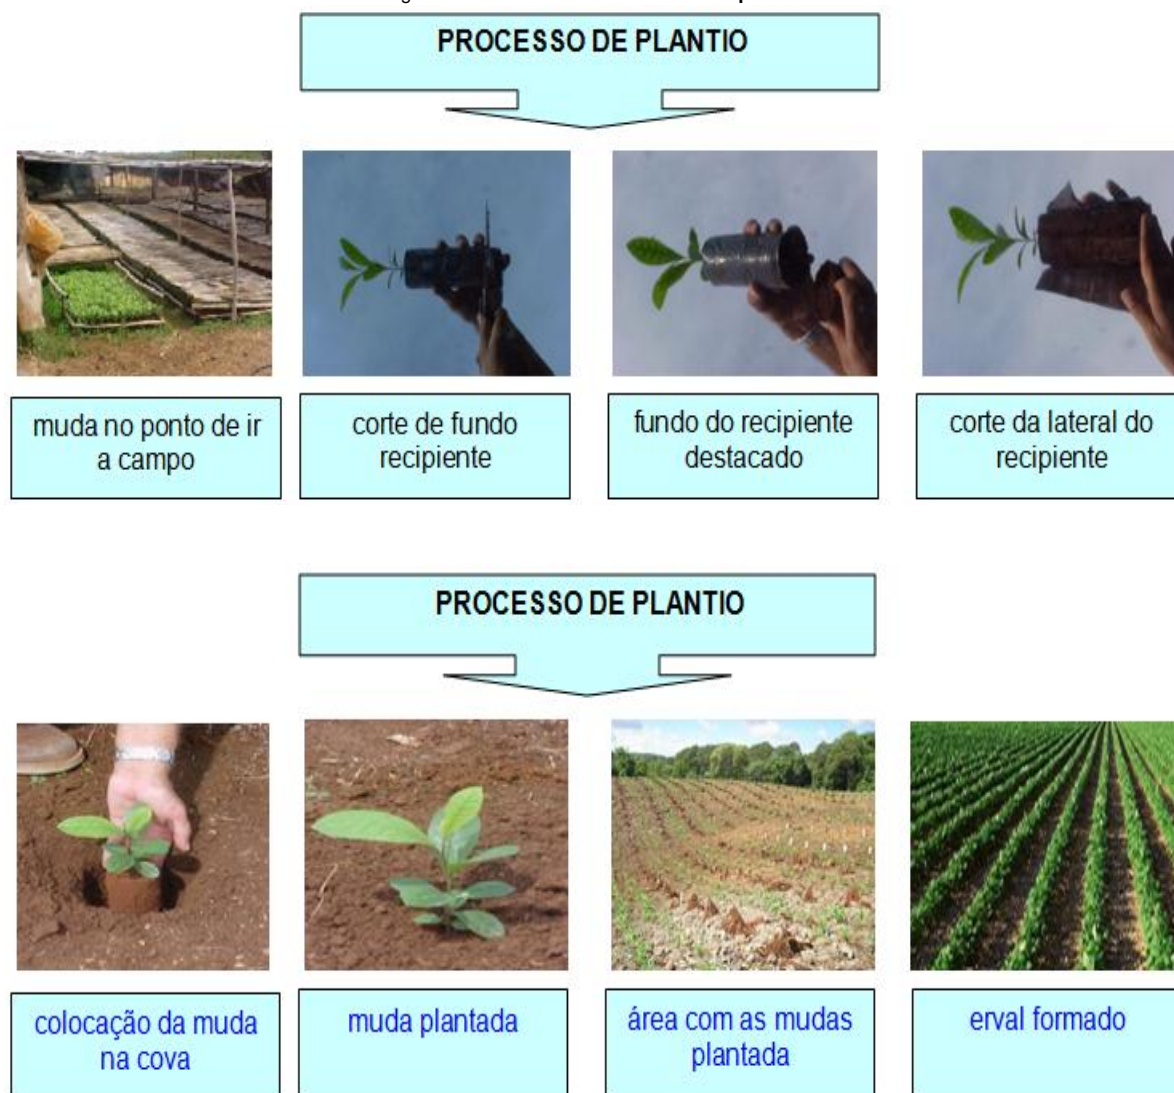 PROCESSO DE PLANTIO
muda no ponto de ir
a campo
corte de fundo
recipiente
fundo do recipiente
destacado
corte da lateral do
recipiente
PROCESSO DE PLANTIO
colocação da muda
na cova
muda plantada
área com as mudas
plantada
erval formado